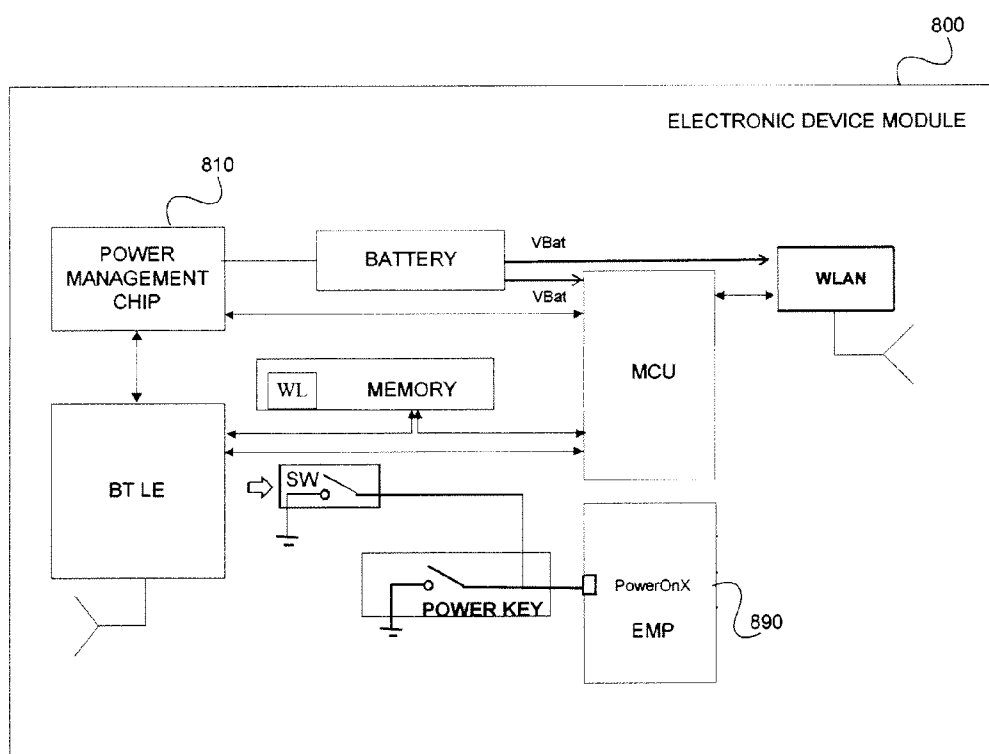 800
ELECTRONIC DEVICE MODULE
810
POWER
MANAGEMENT
CHIP
BATTERY
VBat
VBat
WLAN
MCU
WL
MEMORY
BT LE
SW
POWER KEY
PowerOnX
EMP
890